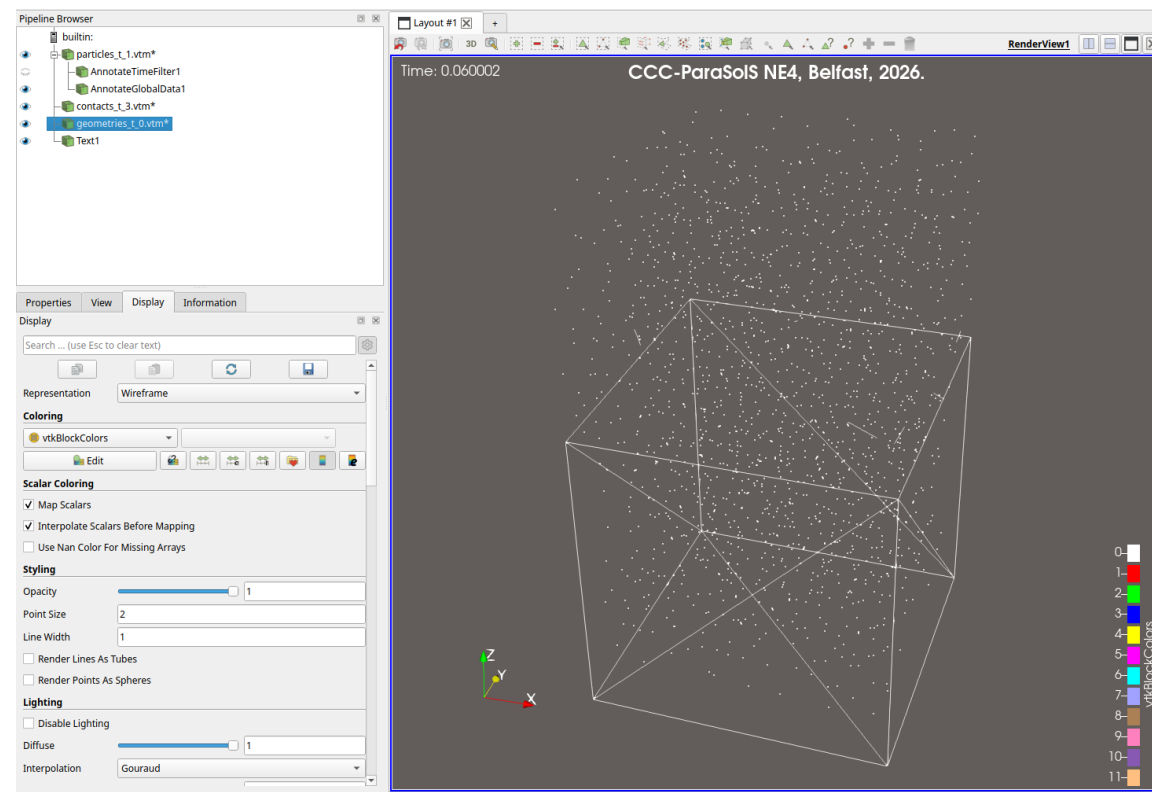 Pipeline Browser
builtin:
particles_t_1.vtm*
AnnotateTimeFilter1
AnnotateGlobalData1
contacts_t_3.vtm*
geometries_t_0.vtm*
Text1
Properties View Display Information
Display
Search ... (use Esc to clear text)
Representation Wireframe
Coloring
vtkBlockColors
Edit
Scalar Coloring
Map Scalars
Interpolate Scalars Before Mapping
Use Nan Color For Missing Arrays
Styling
Opacity 1
Point Size 2
Line Width 1
Render Lines As Tubes
Render Points As Spheres
Lighting
Disable Lighting
Diffuse 1
Interpolation Gouraud
Layout #1 +
3D RenderView1
Time: 0.060002 CCC-ParaSolS NE4, Belfast, 2026.
Z
Y
X
0
1
2
3
4
5
6
7
8
9
10
11
vtkBlockColors